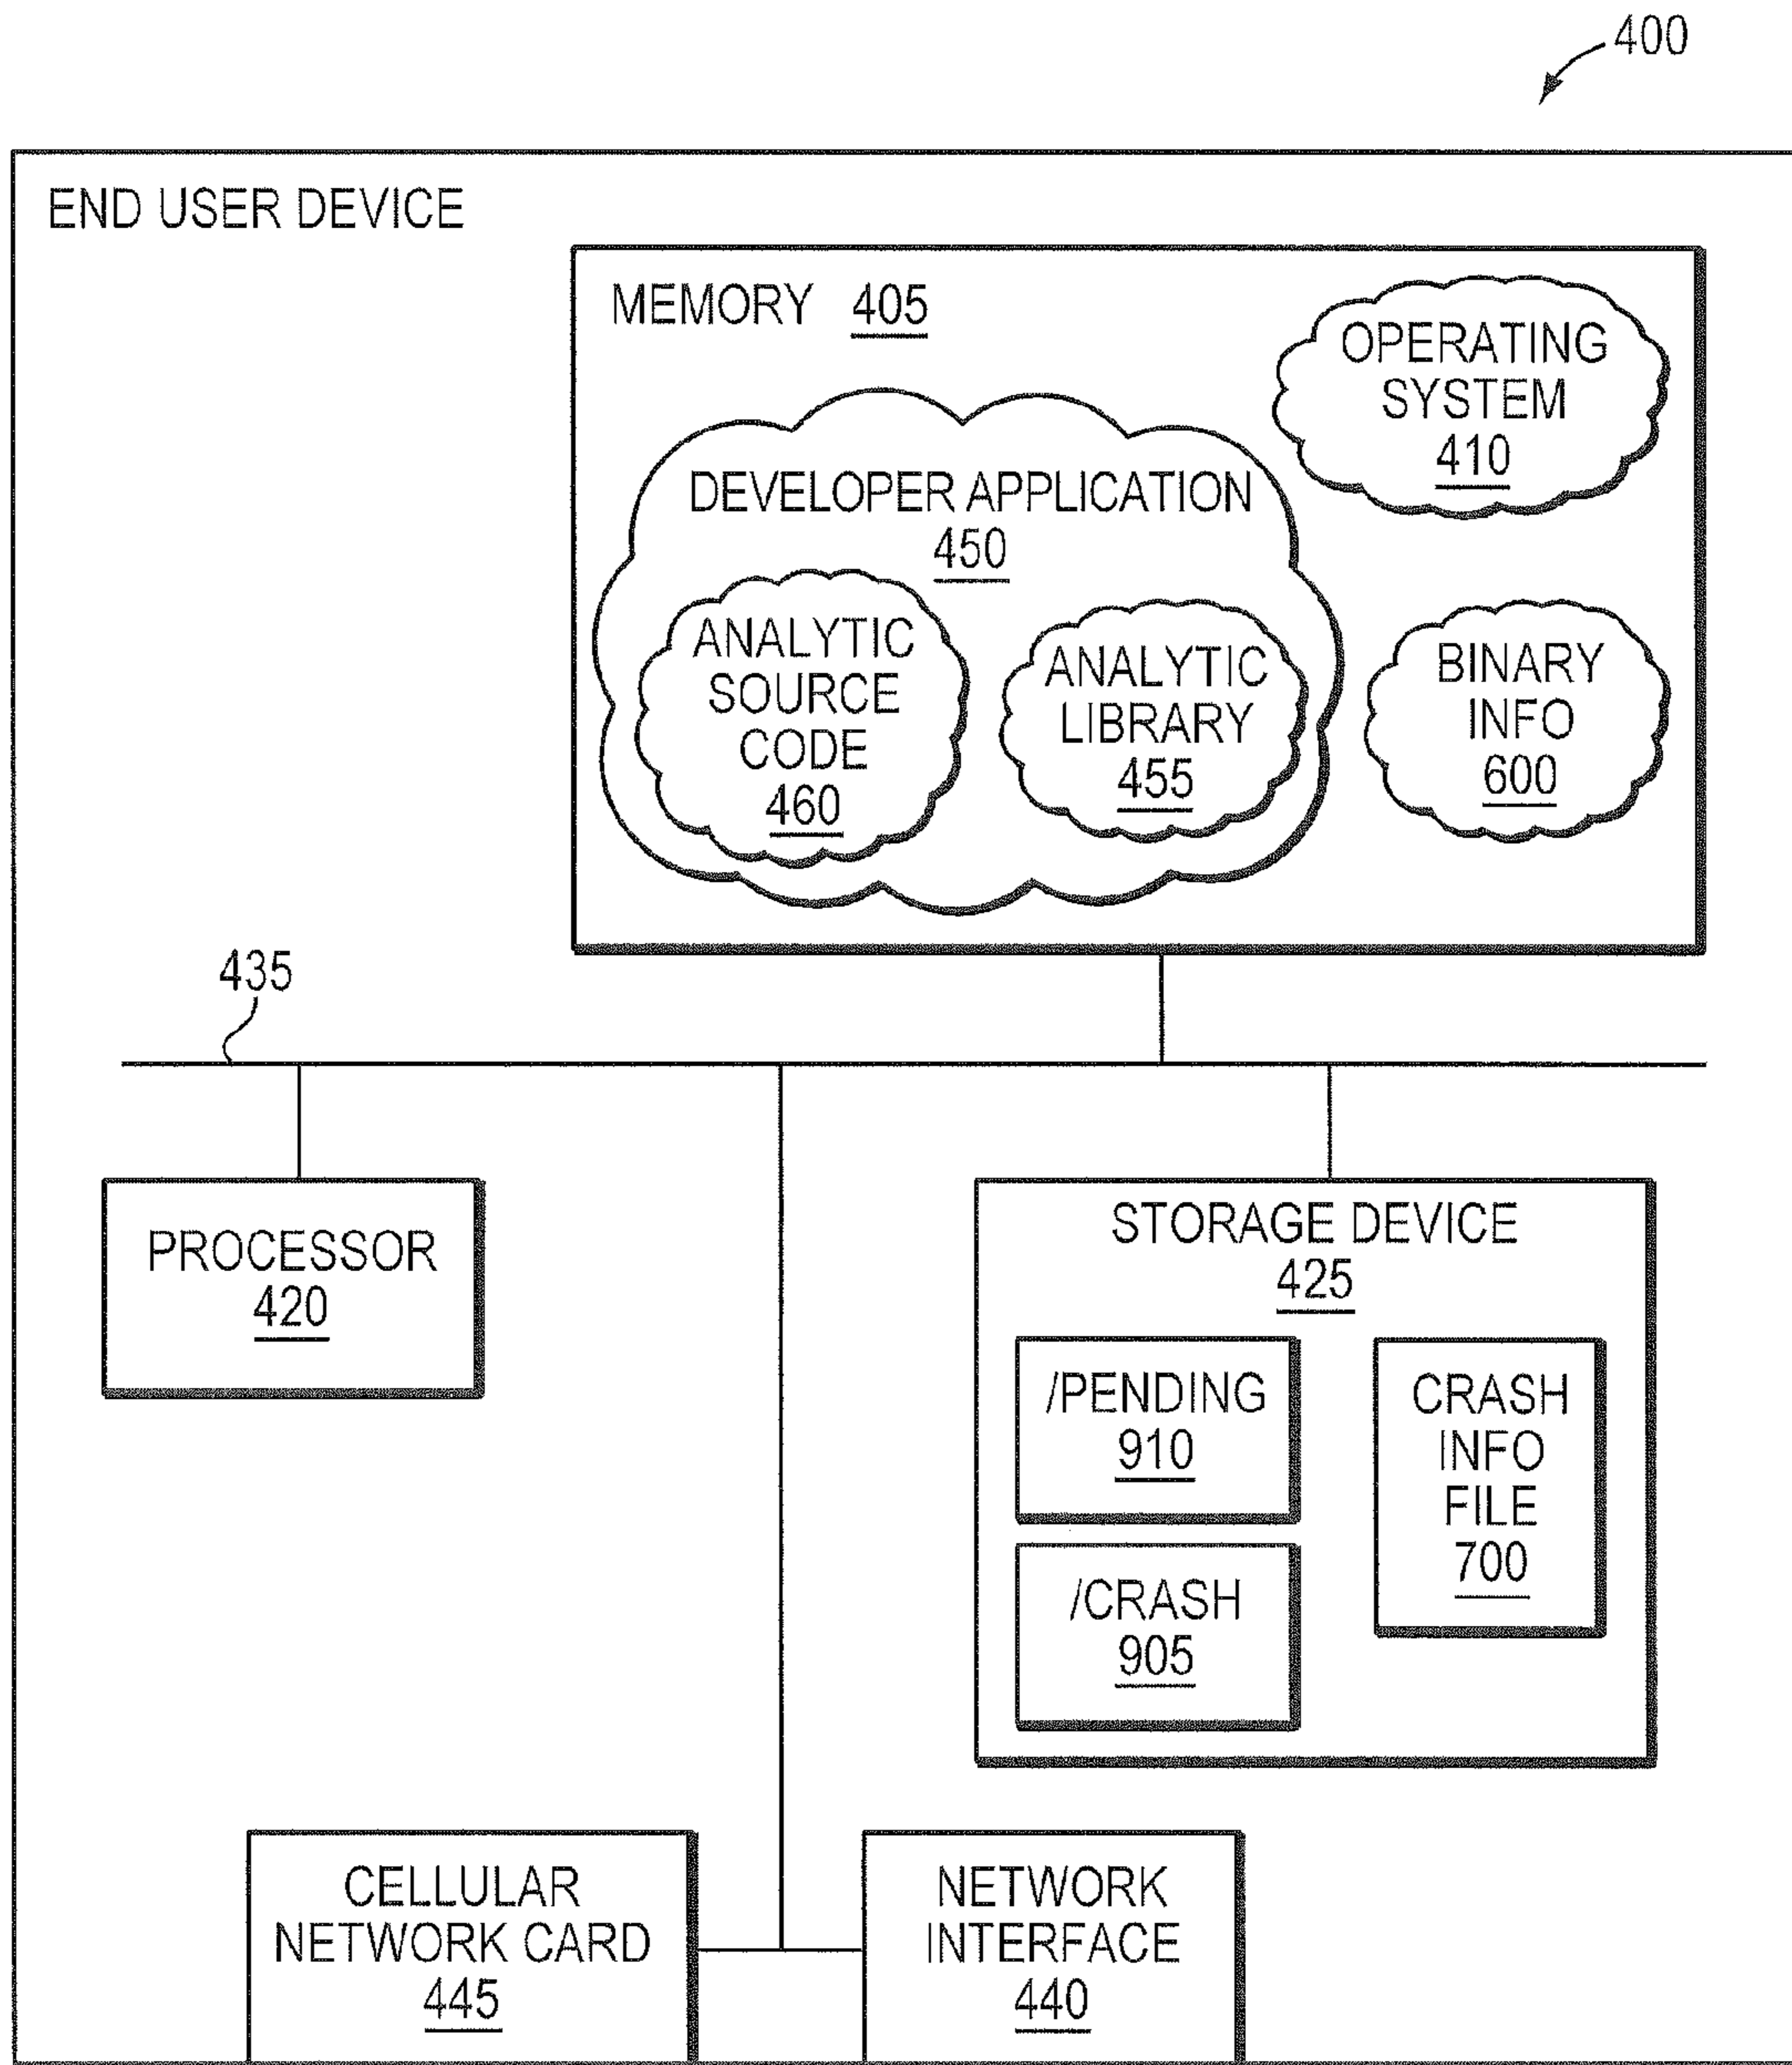 400
END USER DEVICE
MEMORY 405
OPERATING
SYSTEM
410
DEVELOPER APPLICATION
450
ANALYTIC
SOURCE
CODE
460
ANALYTIC
LIBRARY
455
BINARY
INFO
600
435
PROCESSOR
420
STORAGE DEVICE
425
/PENDING
910
/CRASH
905
CRASH
INFO
FILE
700
CELLULAR
NETWORK CARD
445
NETWORK
INTERFACE
440